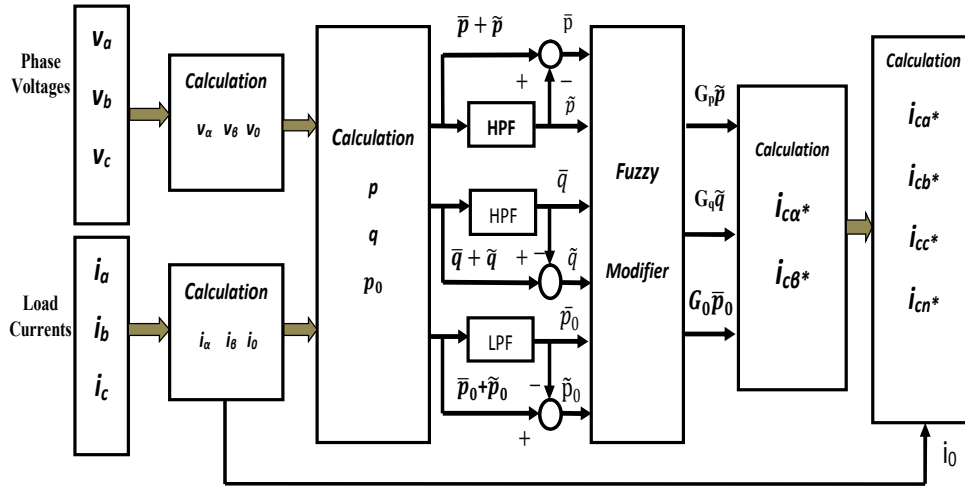 Phase
Voltages
v_a
v_b
v_c
Calculation
v_α v_β v_0
Load
Currents
i_a
i_b
i_c
Calculation
i_α i_β i_0
Calculation
p
q
p_0
p̅ + p̃
p̅
+ −
HPF
p̃
HPF
q̅
q̅ + q̃
+ −
q̃
LPF
p̅_0
p̅_0+p̃_0
−
+
p̃_0
Fuzzy
Modifier
G_p p̃
G_q q̃
G_0 p̅_0
Calculation
i_cα*
i_cβ*
Calculation
i_ca*
i_cb*
i_cc*
i_cn*
i_0